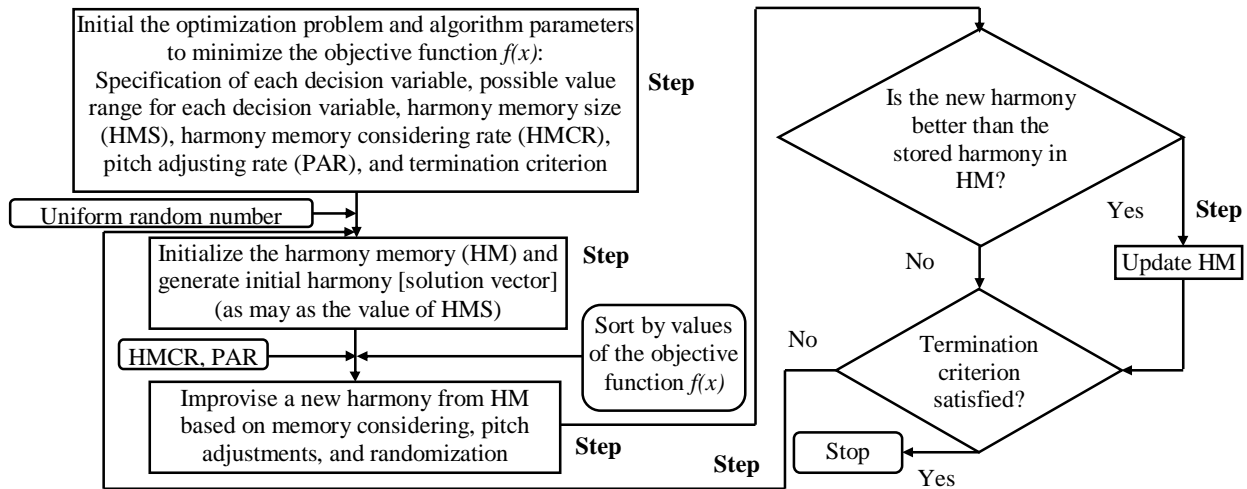 Initial the optimization problem and algorithm parameters
to minimize the objective function f(x):
Specification of each decision variable, possible value
range for each decision variable, harmony memory size
(HMS), harmony memory considering rate (HMCR),
pitch adjusting rate (PAR), and termination criterion
Step
Uniform random number
Initialize the harmony memory (HM) and
generate initial harmony [solution vector]
(as may as the value of HMS)
Step
HMCR, PAR
Sort by values
of the objective
function f(x)
Improvise a new harmony from HM
based on memory considering, pitch
adjustments, and randomization
Step
Is the new harmony
better than the
stored harmony in
HM?
Yes
Step
No
Update HM
Termination
criterion
satisfied?
No
Step
Stop
Yes